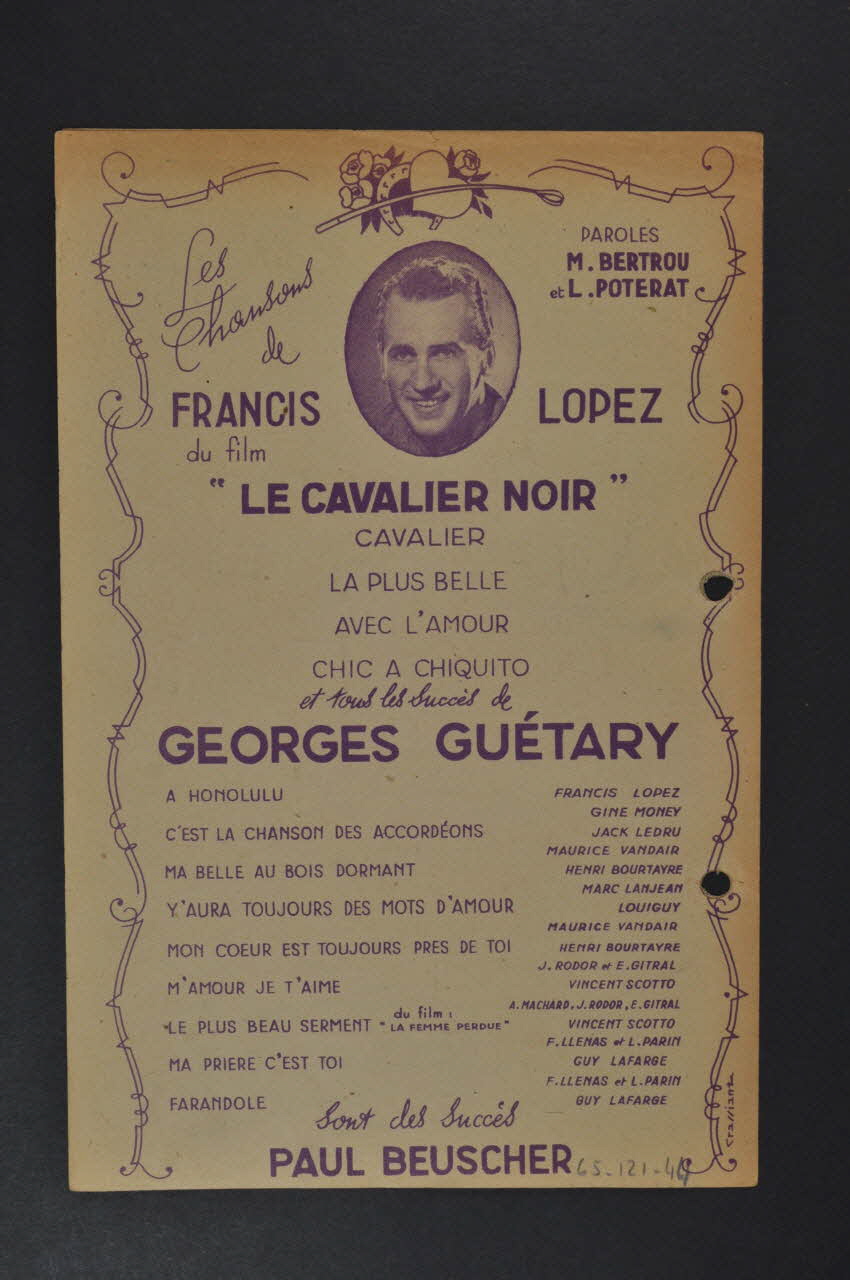 Les
Chansons
de
PAROLES
M. BERTROU
et L. POTERAT
FRANCIS LOPEZ
du film
" LE CAVALIER NOIR "
CAVALIER
LA PLUS BELLE
AVEC L'AMOUR
CHIC A CHIQUITO
et tous les Succès de
GEORGES GUÉTARY
A HONOLULU FRANCIS LOPEZ
GINE MONEY
C'EST LA CHANSON DES ACCORDÉONS JACK LEDRU
MAURICE VANDAIR
MA BELLE AU BOIS DORMANT HENRI BOURTAYRE
MARC LANJEAN
Y'AURA TOUJOURS DES MOTS D'AMOUR LOUIGUY
MAURICE VANDAIR
MON COEUR EST TOUJOURS PRES DE TOI HENRI BOURTAYRE
J. RODOR et E. GITRAL
M'AMOUR JE T'AIME VINCENT SCOTTO
A. MACHARD, J. RODOR, E. GITRAL
LE PLUS BEAU SERMENT du film : " LA FEMME PERDUE" VINCENT SCOTTO
F. LLENAS et L. PARIN
MA PRIERE C'EST TOI GUY LAFARGE
F. LLENAS et L. PARIN
FARANDOLE GUY LAFARGE
Sont des Succès
PAUL BEUSCHER